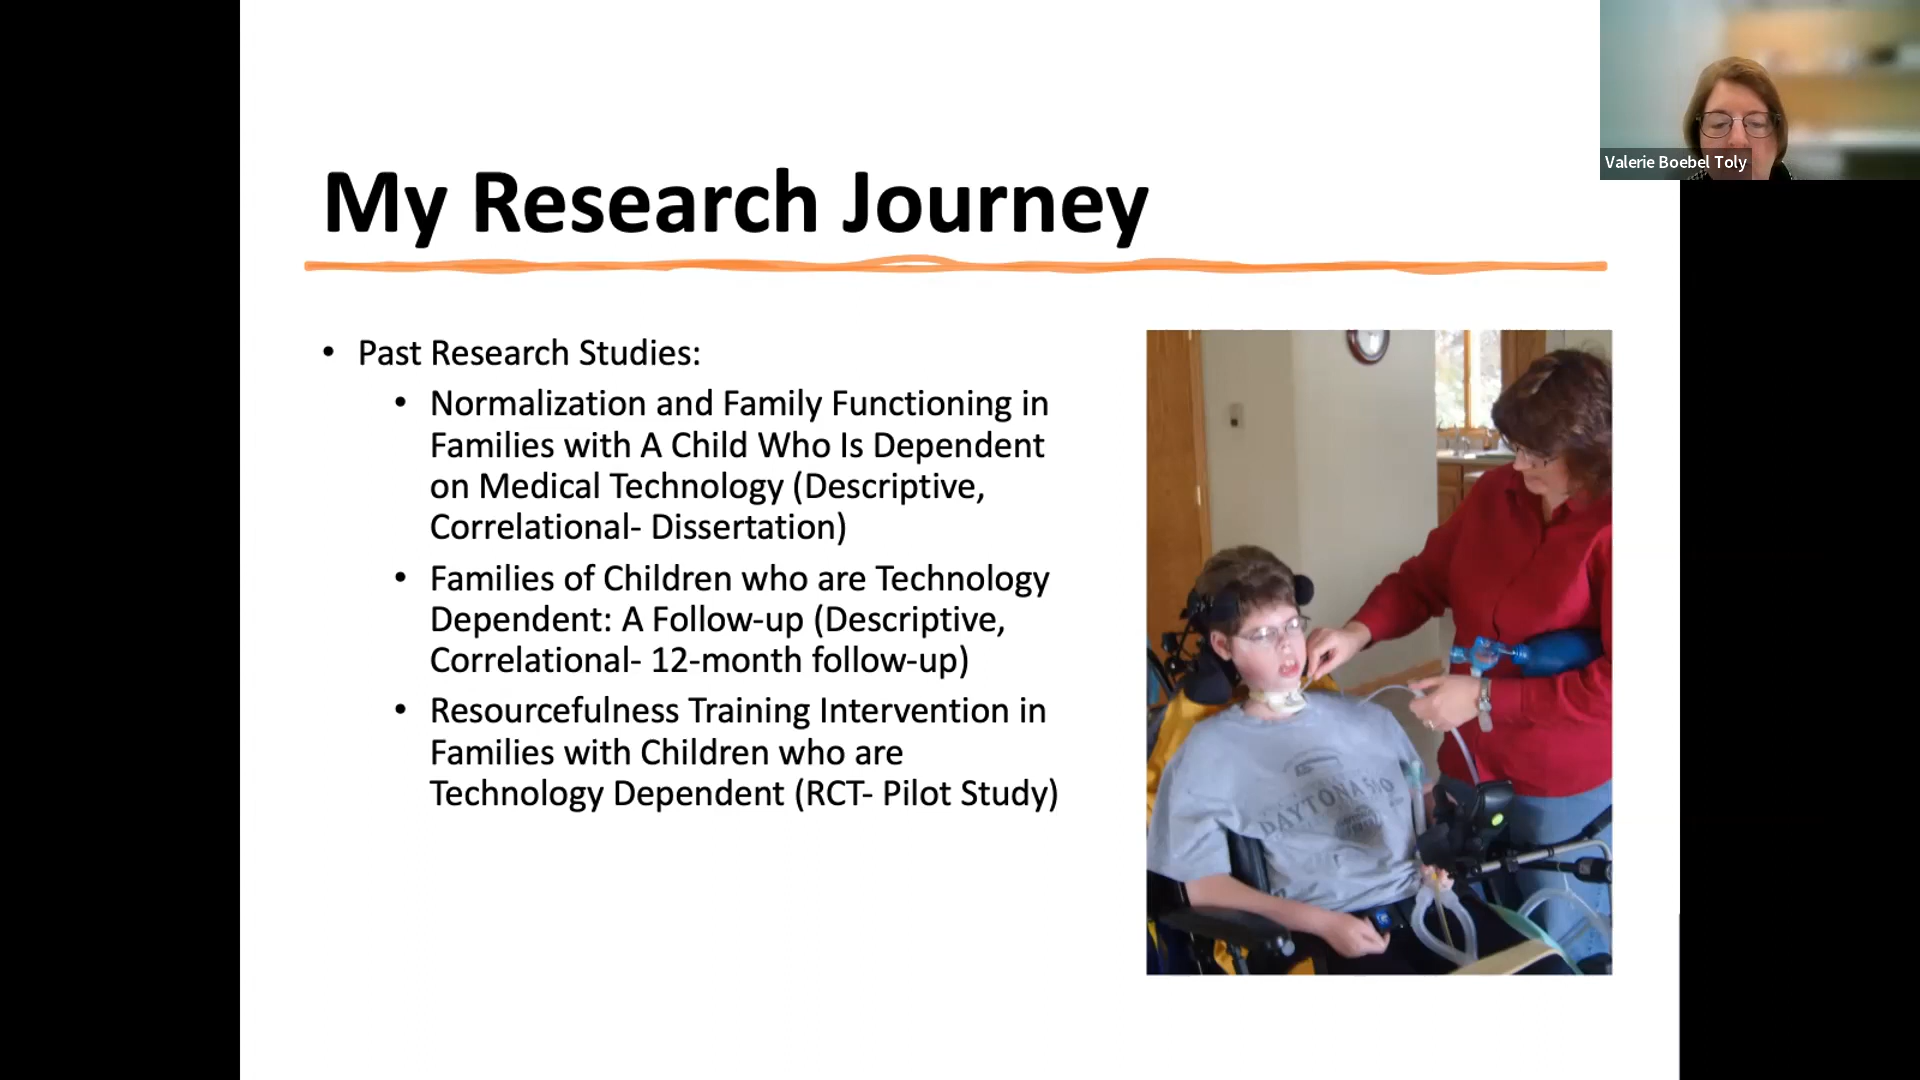 Valerie Boebel Toly
My Research Journey
• Past Research Studies:
• Normalization and Family Functioning in
Families with A Child Who Is Dependent
on Medical Technology (Descriptive,
Correlational- Dissertation)
• Families of Children who are Technology
Dependent: A Follow-up (Descriptive,
Correlational- 12-month follow-up)
• Resourcefulness Training Intervention in
Families with Children who are
Technology Dependent (RCT- Pilot Study)
DAYTONA 500